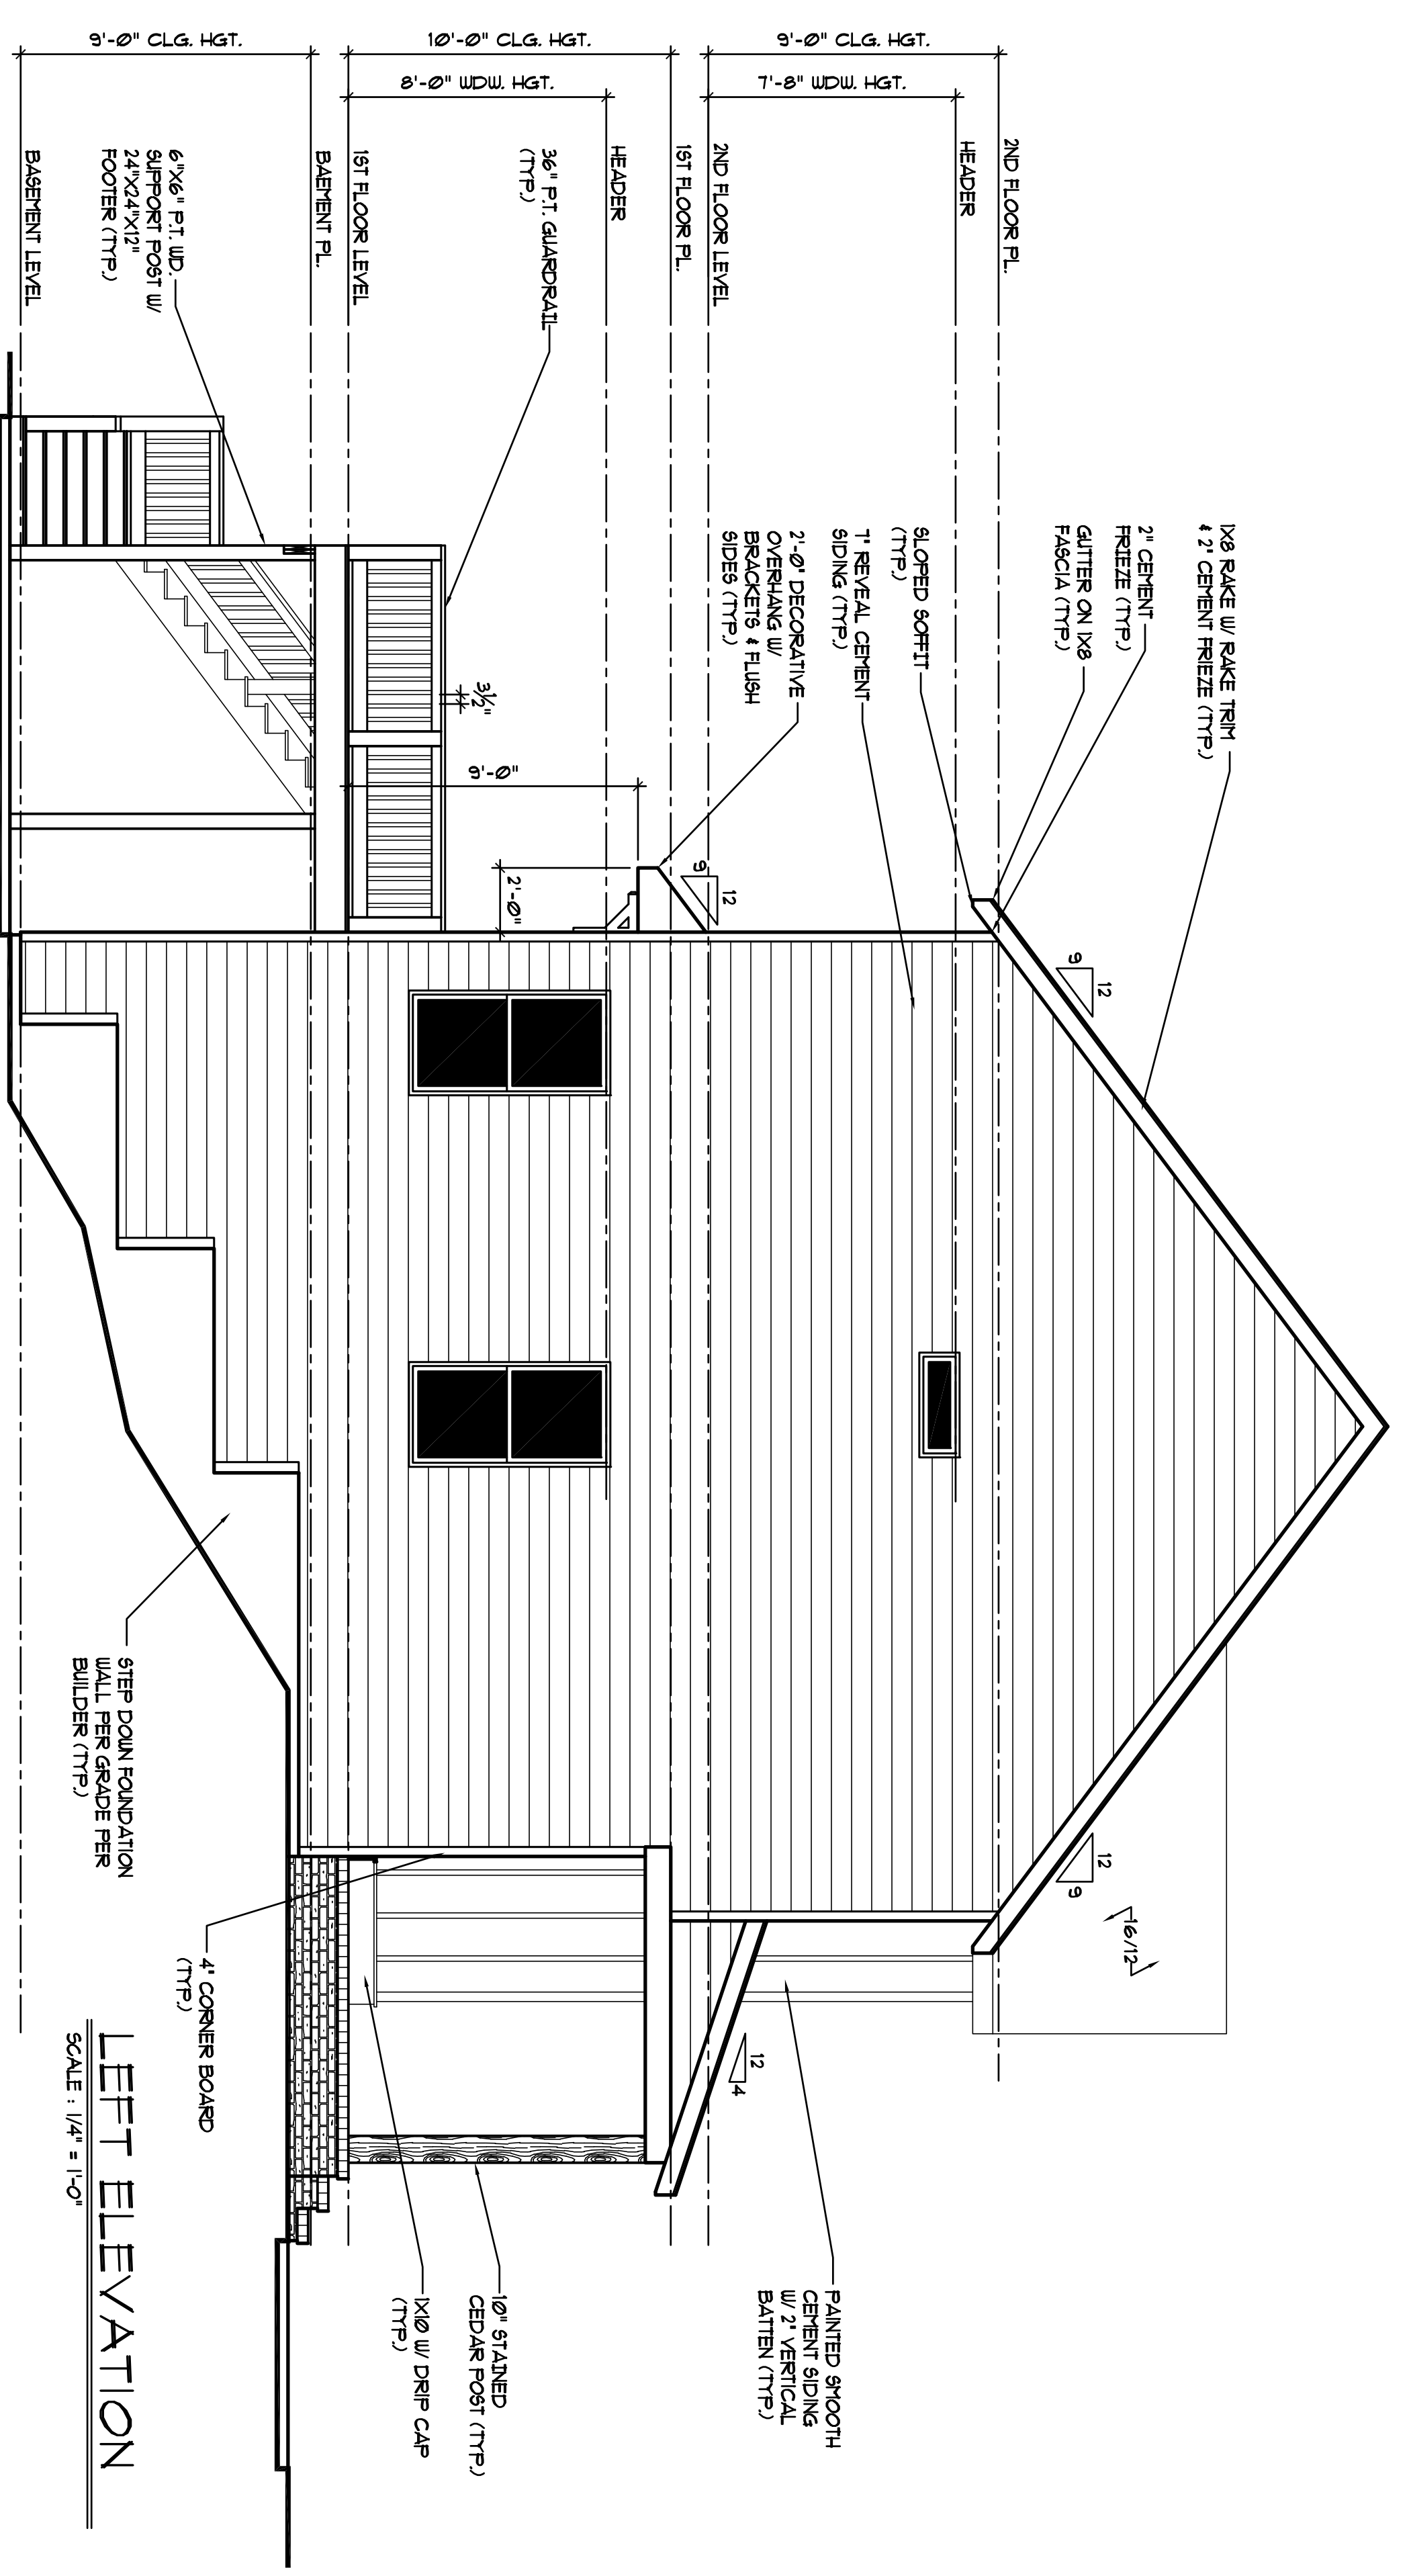 1X8 RAKE W/ RAKE TRIM
& 2' CEMENT FRIEZE (TYP.)
2" CEMENT
FRIEZE (TYP.)
GUTTER ON 1X8
FASCIA (TYP.)
9
12
12
9
16/12
2ND FLOOR PL.
HEADER
9'-0" CLG. HGT.
7'-8" WDW. HGT.
SLOPED SOFFIT
(TYP.)
7' REVEAL CEMENT
SIDING (TYP.)
2'-0' DECORATIVE
OVERHANG W/
BRACKETS & FLUSH
SIDES (TYP.)
9
12
12
4
PAINTED SMOOTH
CEMENT SIDING
W/ 2' VERTICAL
BATTEN (TYP.)
2ND FLOOR LEVEL
1ST FLOOR PL.
HEADER
10'-0" CLG. HGT.
8'-0" WDW. HGT.
36" P.T. GUARDRAIL
(TYP.)
2'-0"
9'-0"
3½"
10" STAINED
CEDAR POST (TYP.)
1X10 W/ DRIP CAP
(TYP.)
1ST FLOOR LEVEL
BAEMENT PL.
9'-0" CLG. HGT.
6"X6" P.T. WD.
SUPPORT POST W/
24"X24"X12"
FOOTER (TYP.)
4' CORNER BOARD
(TYP.)
STEP DOWN FOUNDATION
WALL PER GRADE PER
BUILDER (TYP.)
BASEMENT LEVEL
LEFT ELEVATION
SCALE : 1/4" = 1'-0"